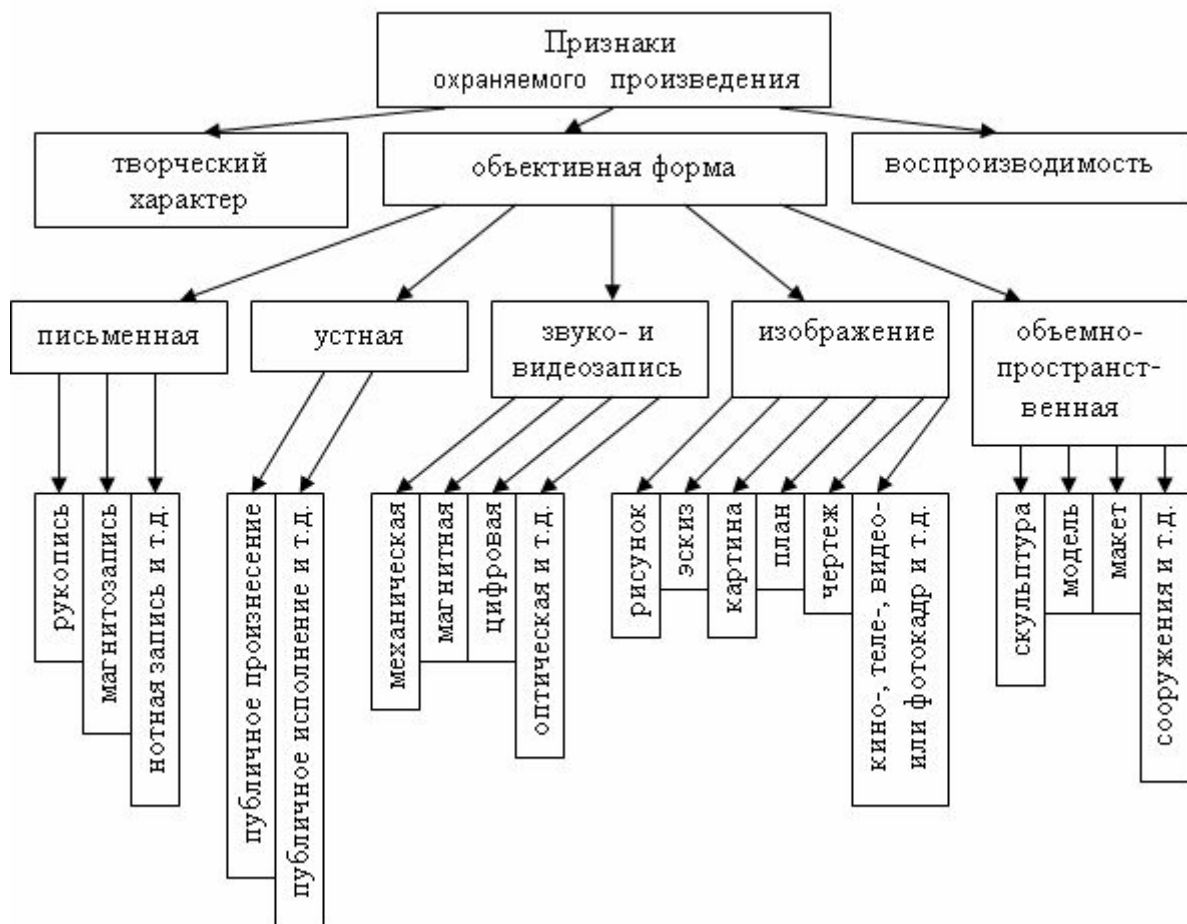 Признаки
охраняемого произведения
творческий
характер
объективная форма
воспроизводимость
письменная
устная
звуко- и
видеозапись
изображение
объемно-
пространст-
венная
рукопись
магнитозапись
нотная запись и т.д.
публичное произнесение
публичное исполнение и т.д.
механическая
магнитная
цифровая
оптическая и т.д.
рисунок
эскиз
картина
план
чертеж
кино-, теле-, видео-
или фотокадр и т.д.
скульптура
модель
макет
сооружения и т.д.